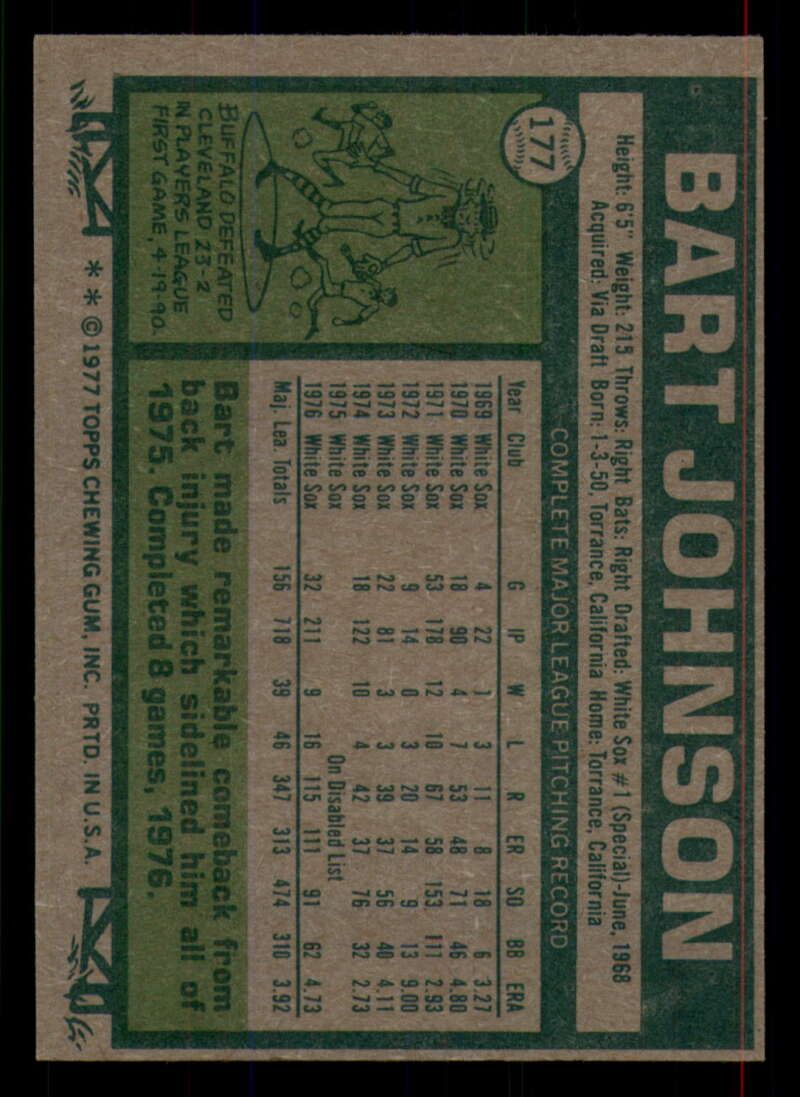 BART JOHNSON
177
Height: 6'5" Weight: 215 Throws: Right Bats: Right Drafted: White Sox #1 (Special)-June, 1968
Acquired: Via Draft Born: 1-3-50, Torrance, California Home: Torrance, California
COMPLETE MAJOR LEAGUE PITCHING RECORD
Year Club G IP W L R ER SO BB ERA
1969 White Sox 4 22 1 3 11 8 18 6 3.27
1970 White Sox 18 90 4 7 53 48 71 46 4.80
1971 White Sox 53 178 12 10 67 58 153 111 2.93
1972 White Sox 9 14 0 3 20 14 9 13 9.00
1973 White Sox 22 81 3 3 39 37 56 40 4.11
1974 White Sox 18 122 10 4 42 37 76 32 2.73
1975 White Sox On Disabled List
1976 White Sox 32 211 9 16 115 111 91 62 4.73
Maj. Lea. Totals 156 718 39 46 347 313 474 310 3.92
BUFFALO DEFEATED
CLEVELAND 23-2
IN PLAYERS LEAGUE
FIRST GAME, 4-19-90.
Bart made remarkable comeback from
back injury which sidelined him all of
1975. Completed 8 games, 1976.
* * © 1977 TOPPS CHEWING GUM, INC. PRTD. IN U.S.A.